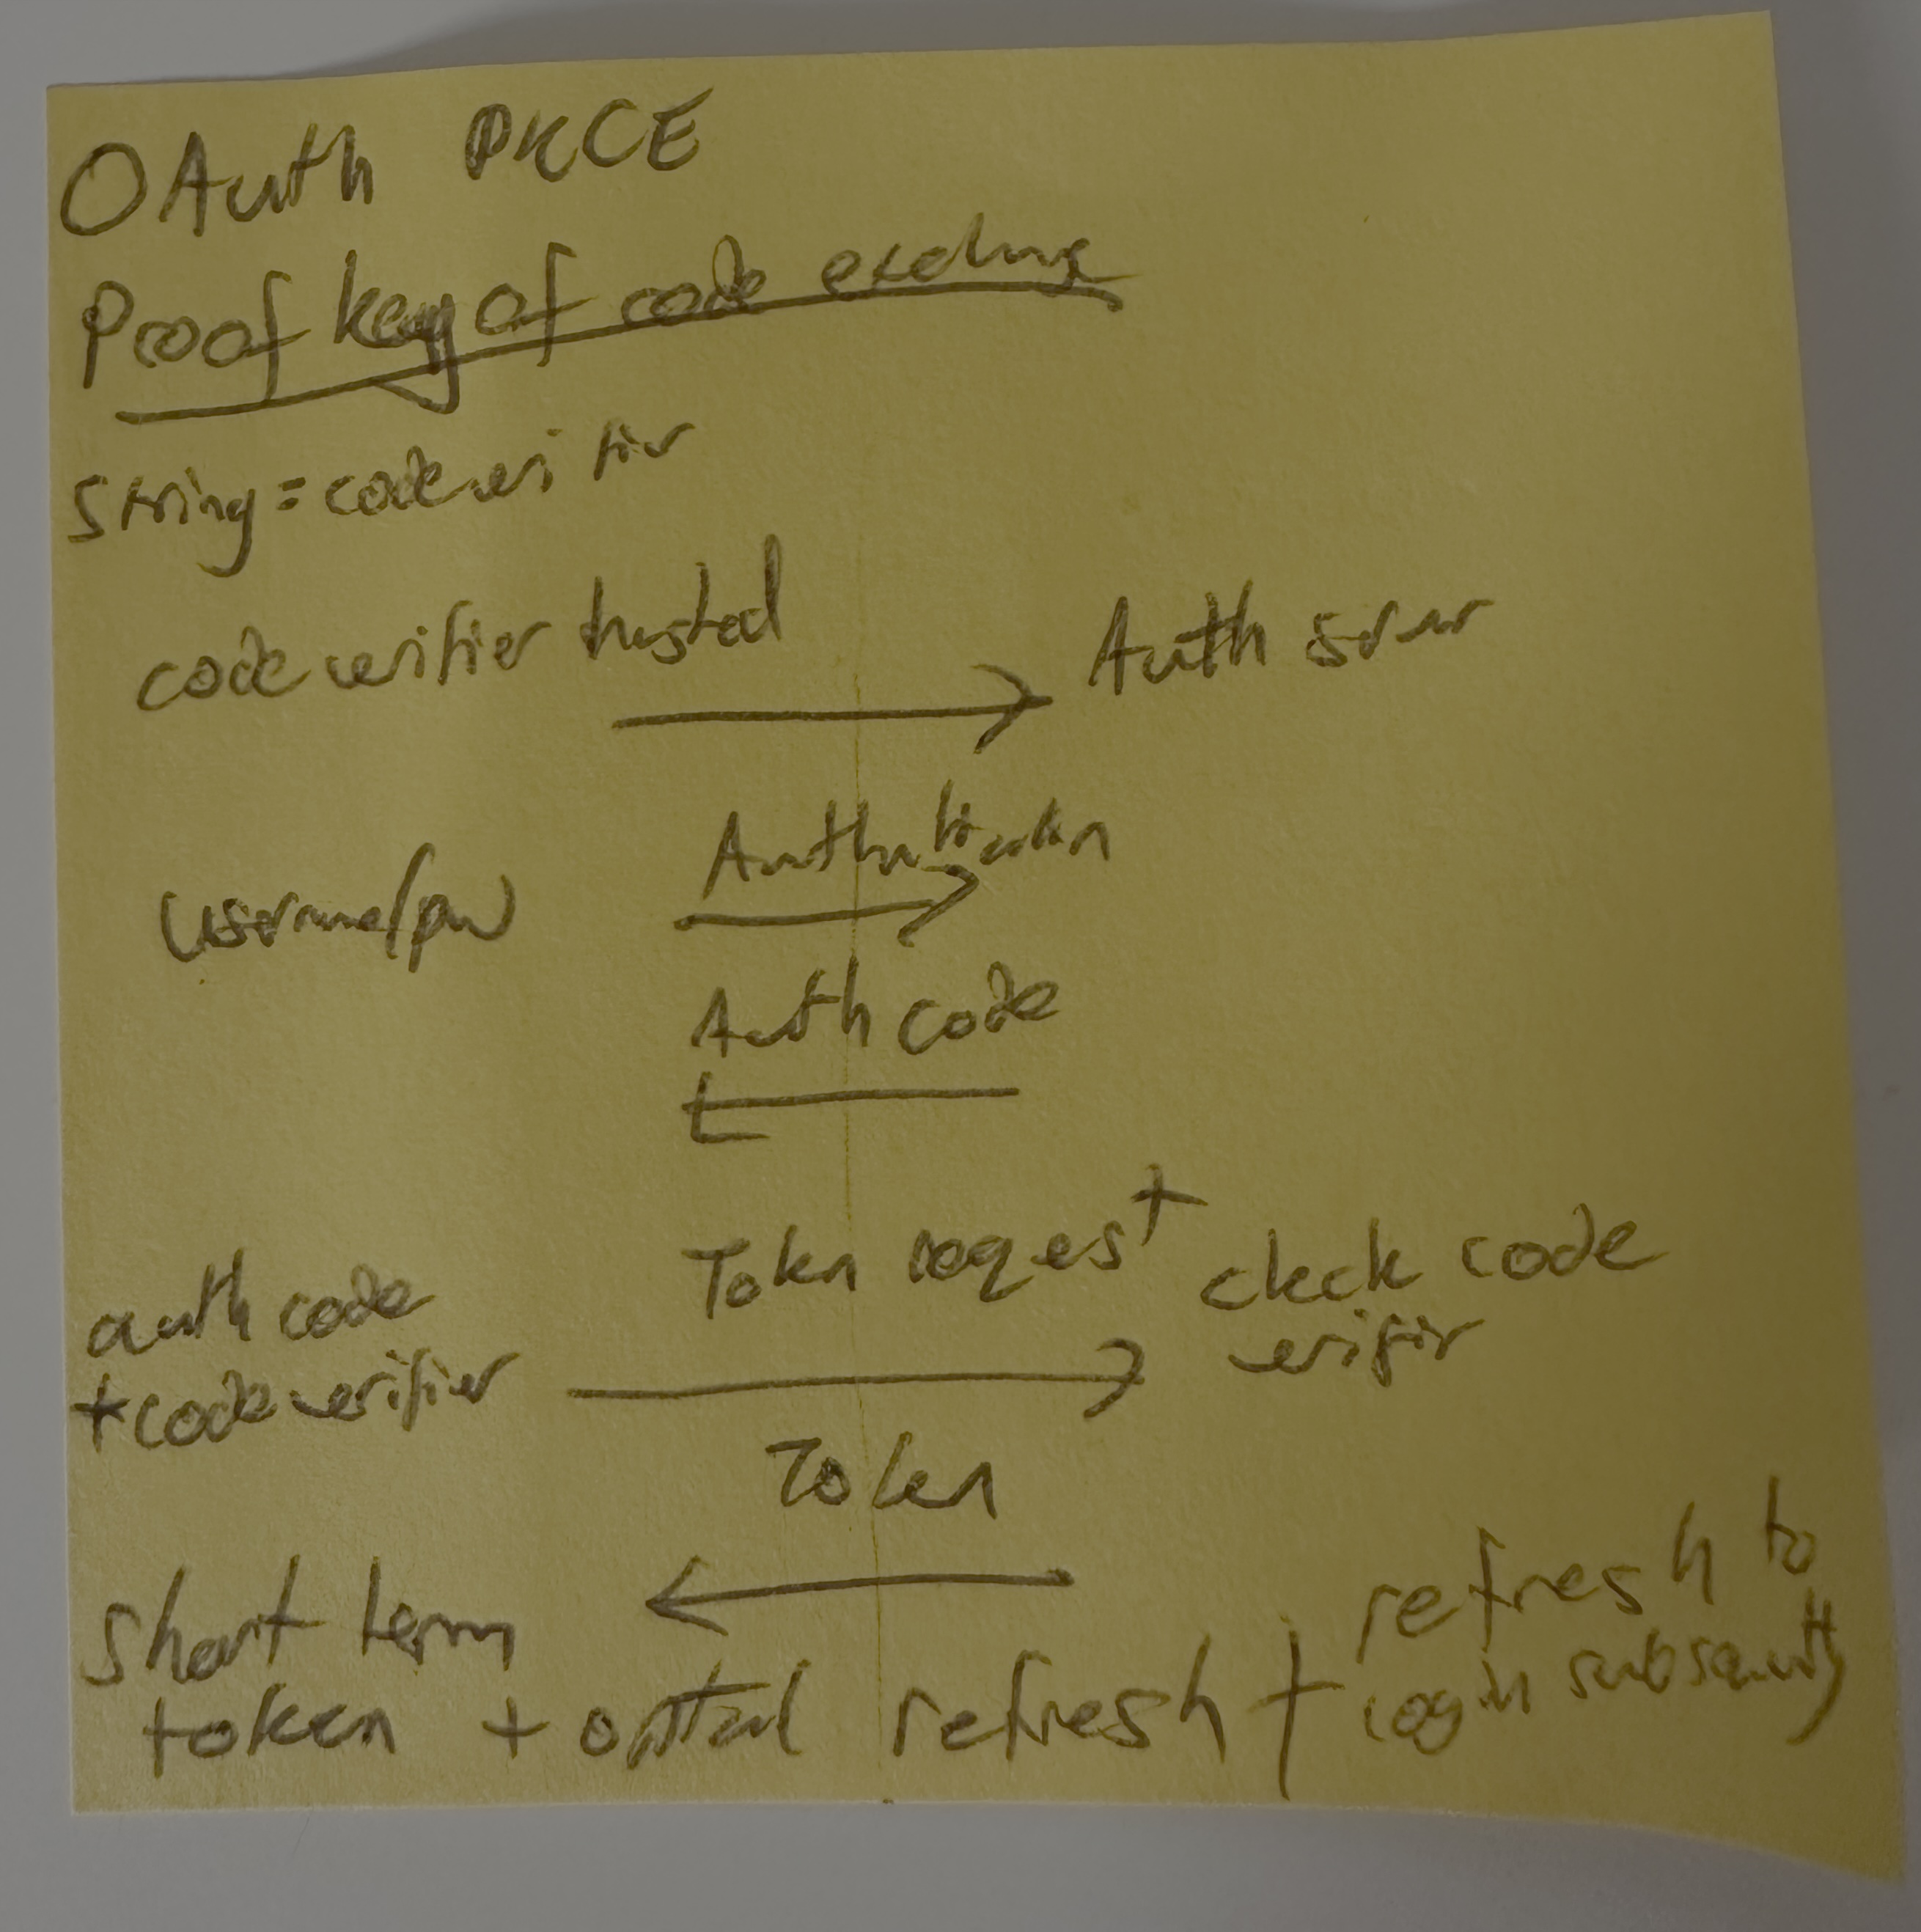 OAuth PKCE
Proof key of code exchange
string = code verifier
code verifier hashed
Auth server
Authentication
username/pw
Auth code
Token request
check code
verifier
auth code
+ code verifier
Token
short term
token + optional refresh +
refresh to
login subsequently